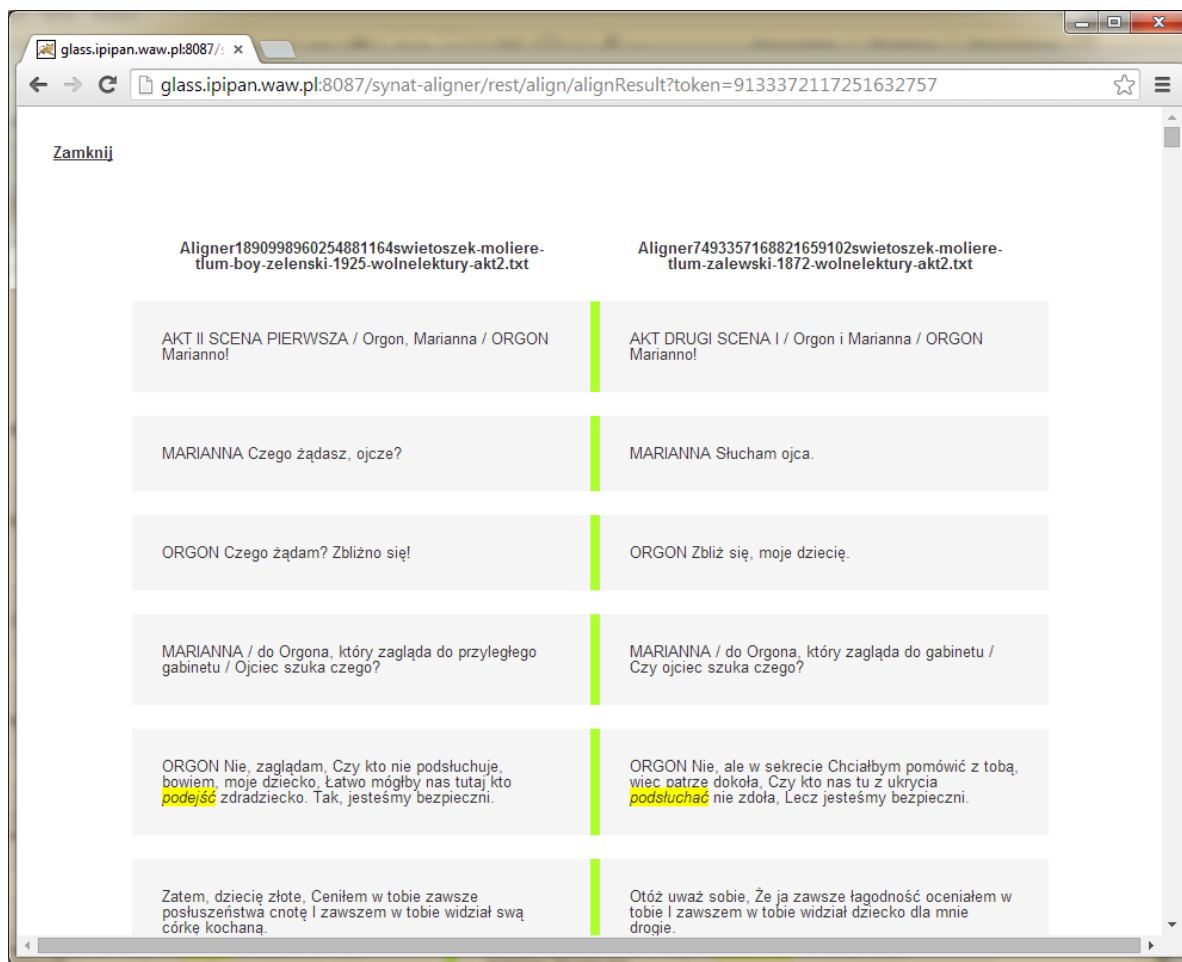 glass.ipipan.waw.pl:8087/s
glass.ipipan.waw.pl:8087/synat-aligner/rest/align/alignResult?token=9133372117251632757
Zamknij
Aligner1890998960254881164swietoszek-moliere-
tlum-boy-zelenski-1925-wolnelektury-akt2.txt
Aligner7493357168821659102swietoszek-moliere-
tlum-zalewski-1872-wolnelektury-akt2.txt
AKT II SCENA PIERWSZA / Orgon, Marianna / ORGON
Marianno!
AKT DRUGI SCENA I / Orgon i Marianna / ORGON
Marianno!
MARIANNA Czego żądasz, ojcze?
MARIANNA Słucham ojca.
ORGON Czego żądam? Zbliżno się!
ORGON Zbliż się, moje dziecię.
MARIANNA / do Orgona, który zagląda do przyległego
gabinetu / Ojciec szuka czego?
MARIANNA / do Orgona, który zagląda do gabinetu /
Czy ojciec szuka czego?
ORGON Nie, zaglądam, Czy kto nie podsłuchuje,
bowiem, moje dziecko, Łatwo mógłby nas tutaj kto
podejść zdradziecko. Tak, jesteśmy bezpieczni.
ORGON Nie, ale w sekrecie Chciałbym pomówić z tobą,
więc patrzę dokoła, Czy kto nas tu z ukrycia
podsłuchać nie zdoła, Lecz jesteśmy bezpieczni.
Zatem, dziecię złote, Ceniłem w tobie zawsze
posłuszeństwa cnotę I zawszem w tobie widział swą
córkę kochaną.
Otóż uważ sobie, Że ja zawsze łagodność oceniałem w
tobie I zawszem w tobie widział dziecko dla mnie
drogie.